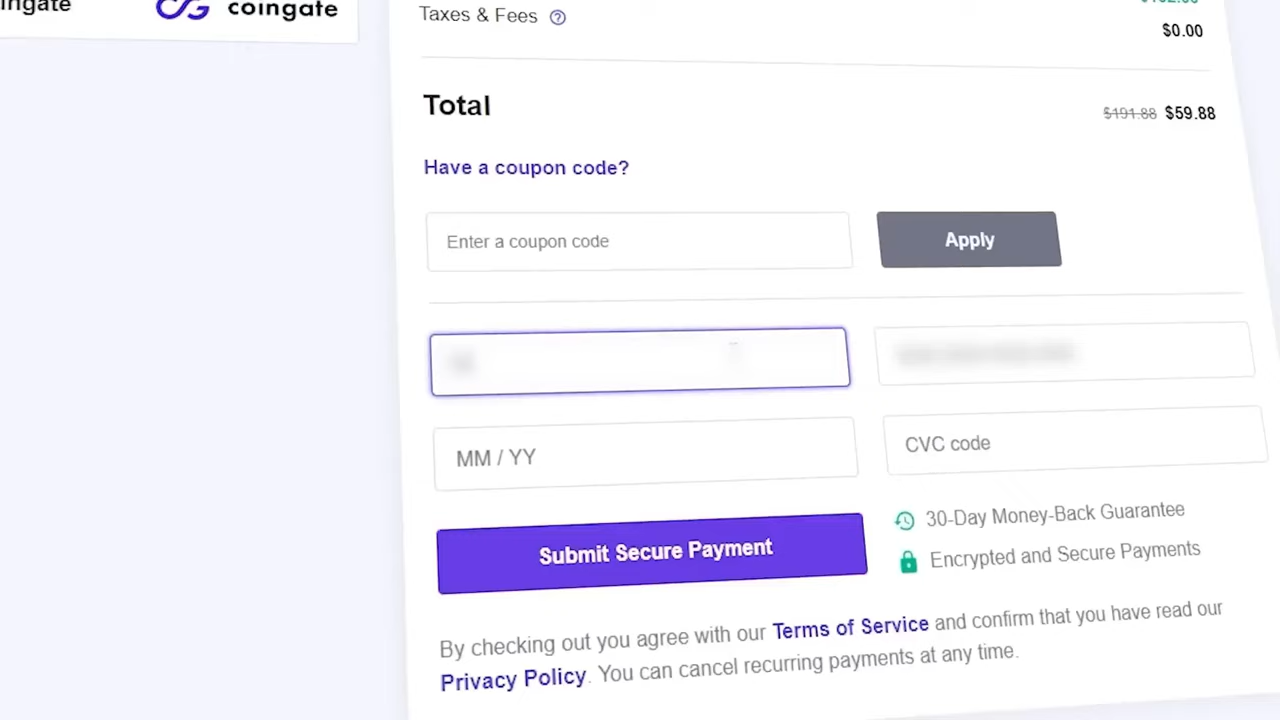 coingate
Taxes & Fees
$0.00
Total
$191.88 $59.88
Have a coupon code?
Enter a coupon code
Apply
MM / YY
CVC code
Submit Secure Payment
30-Day Money-Back Guarantee
Encrypted and Secure Payments
By checking out you agree with our Terms of Service and confirm that you have read our
Privacy Policy. You can cancel recurring payments at any time.